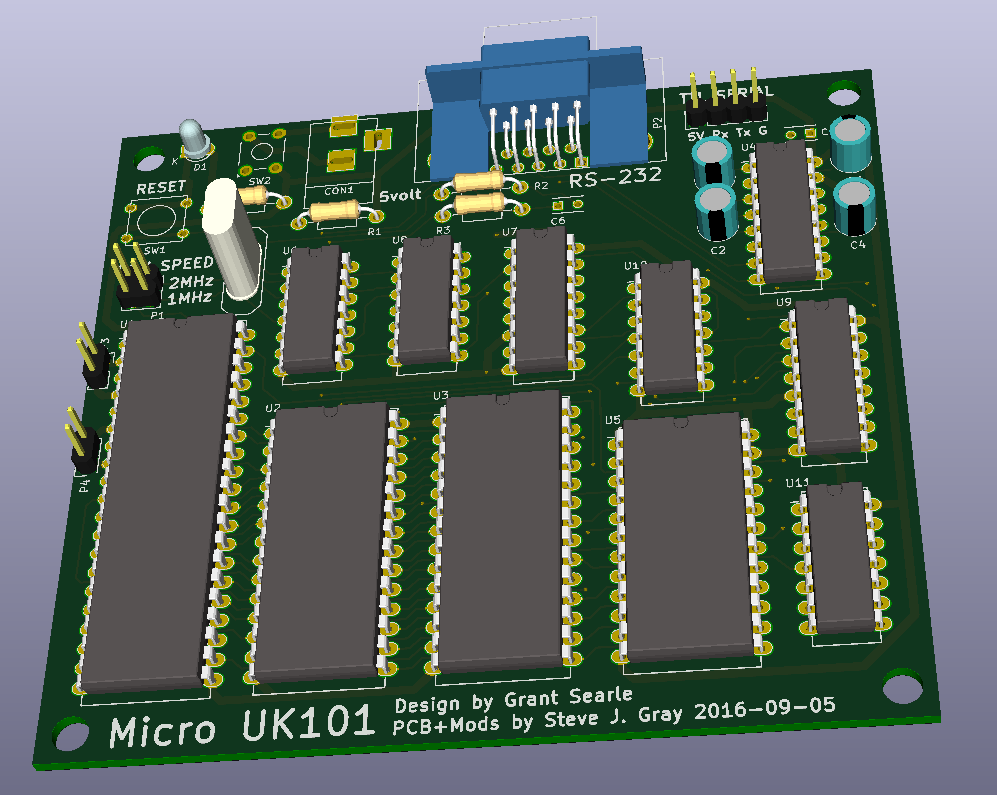 TTL SERIAL
5V Rx Tx G
P2
K
D1
SW2
CON1
5volt
RESET
SW1
R1
R2
R3
RS-232
C6
C2
C4
U4
SPEED
2MHz
1MHz
P1
P4
U6
U7
U10
U9
U2
U3
U5
U11
Micro UK101
Design by Grant Searle
PCB+Mods by Steve J. Gray 2016-09-05